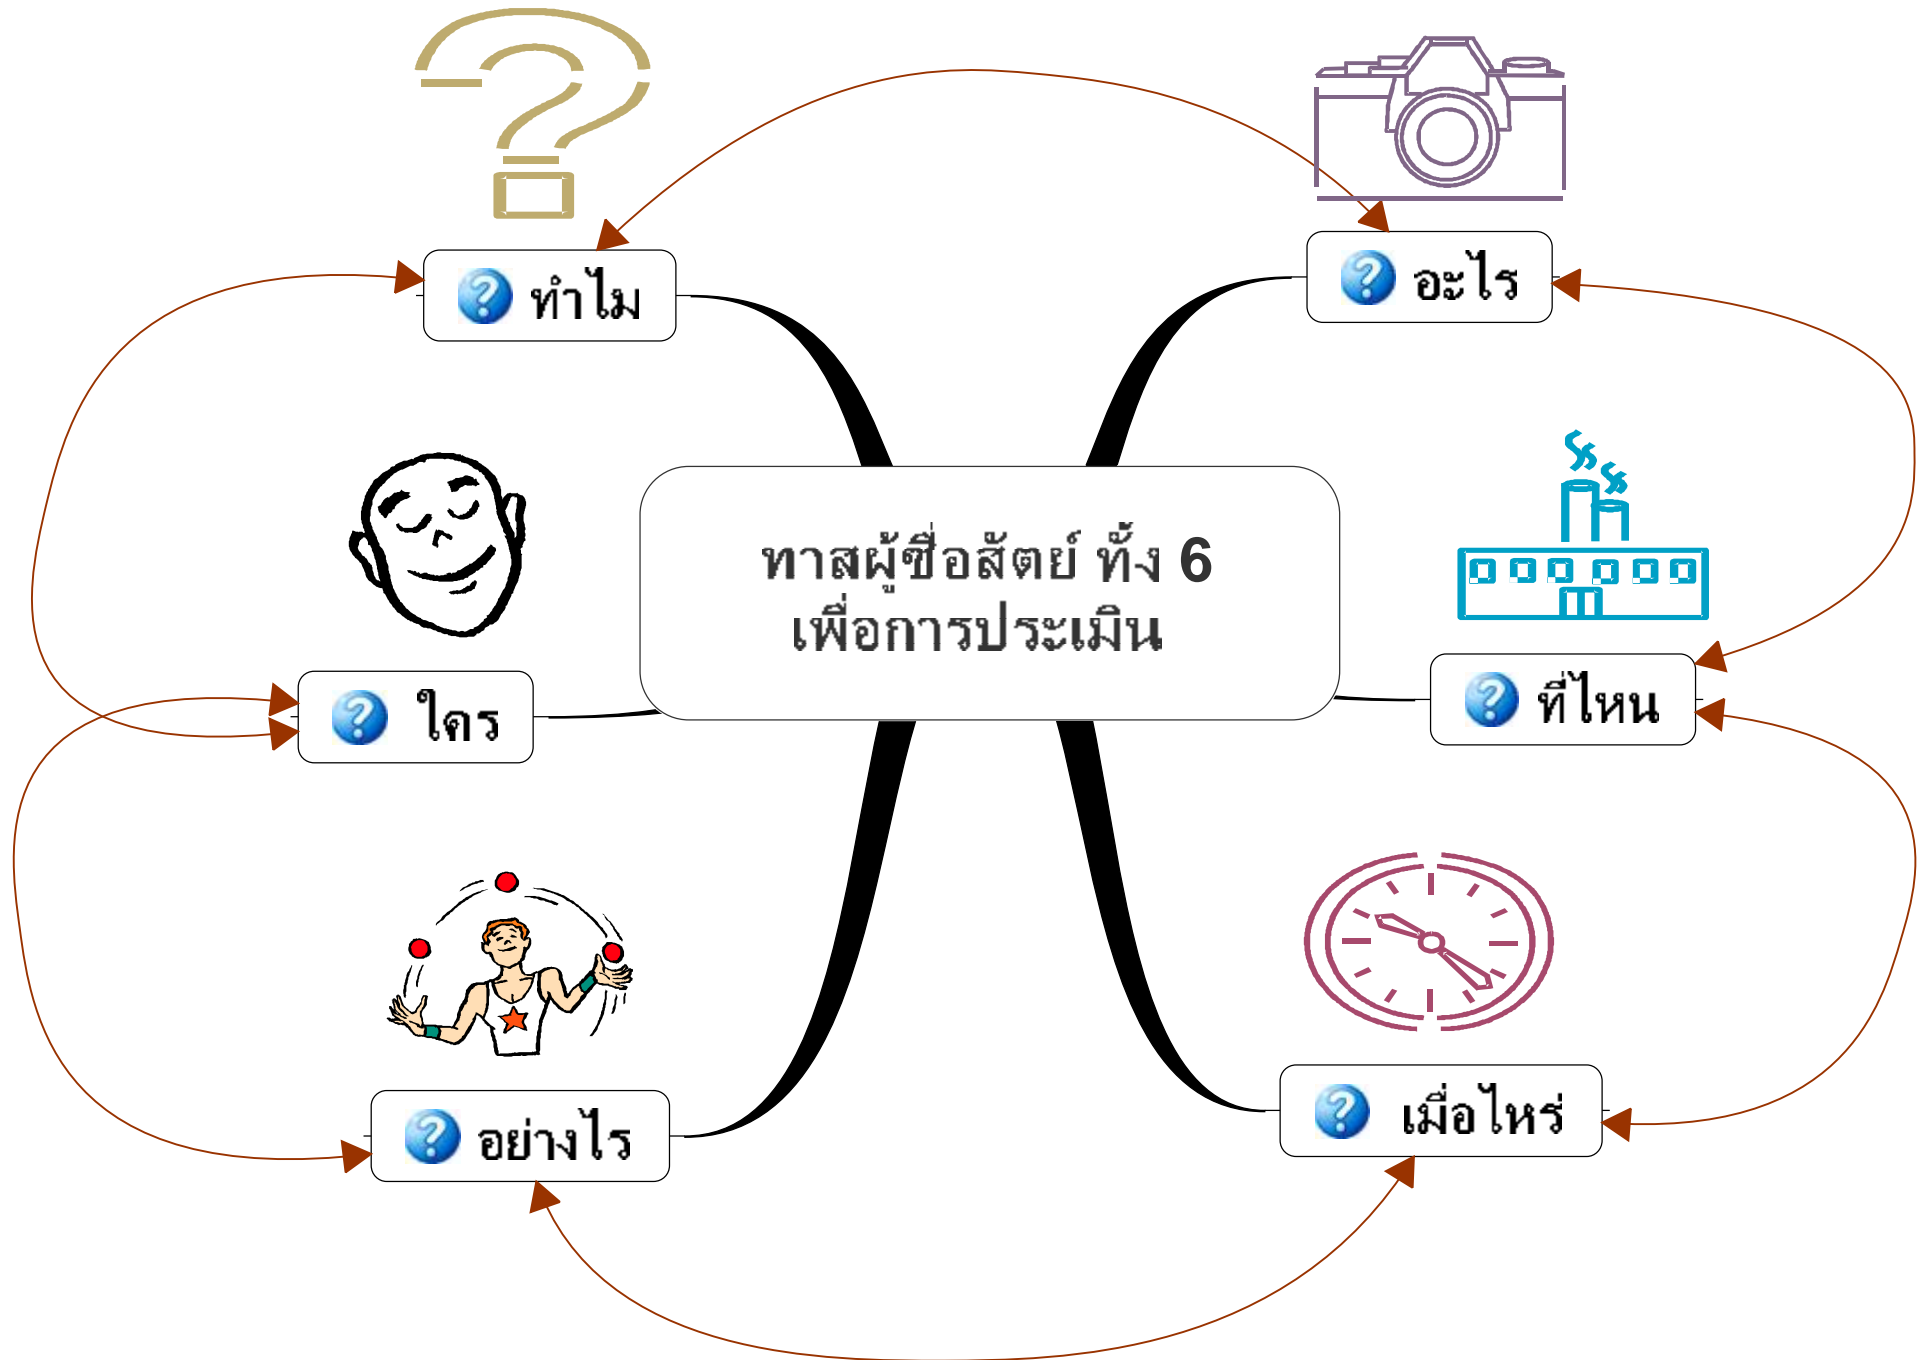 ทำไม
อะไร
ทาสผู้ชื่อสัตย์ ทั้ง 6
เพื่อการประเมิน
ใคร
ที่ไหน
อย่างไร
เมื่อไหร่